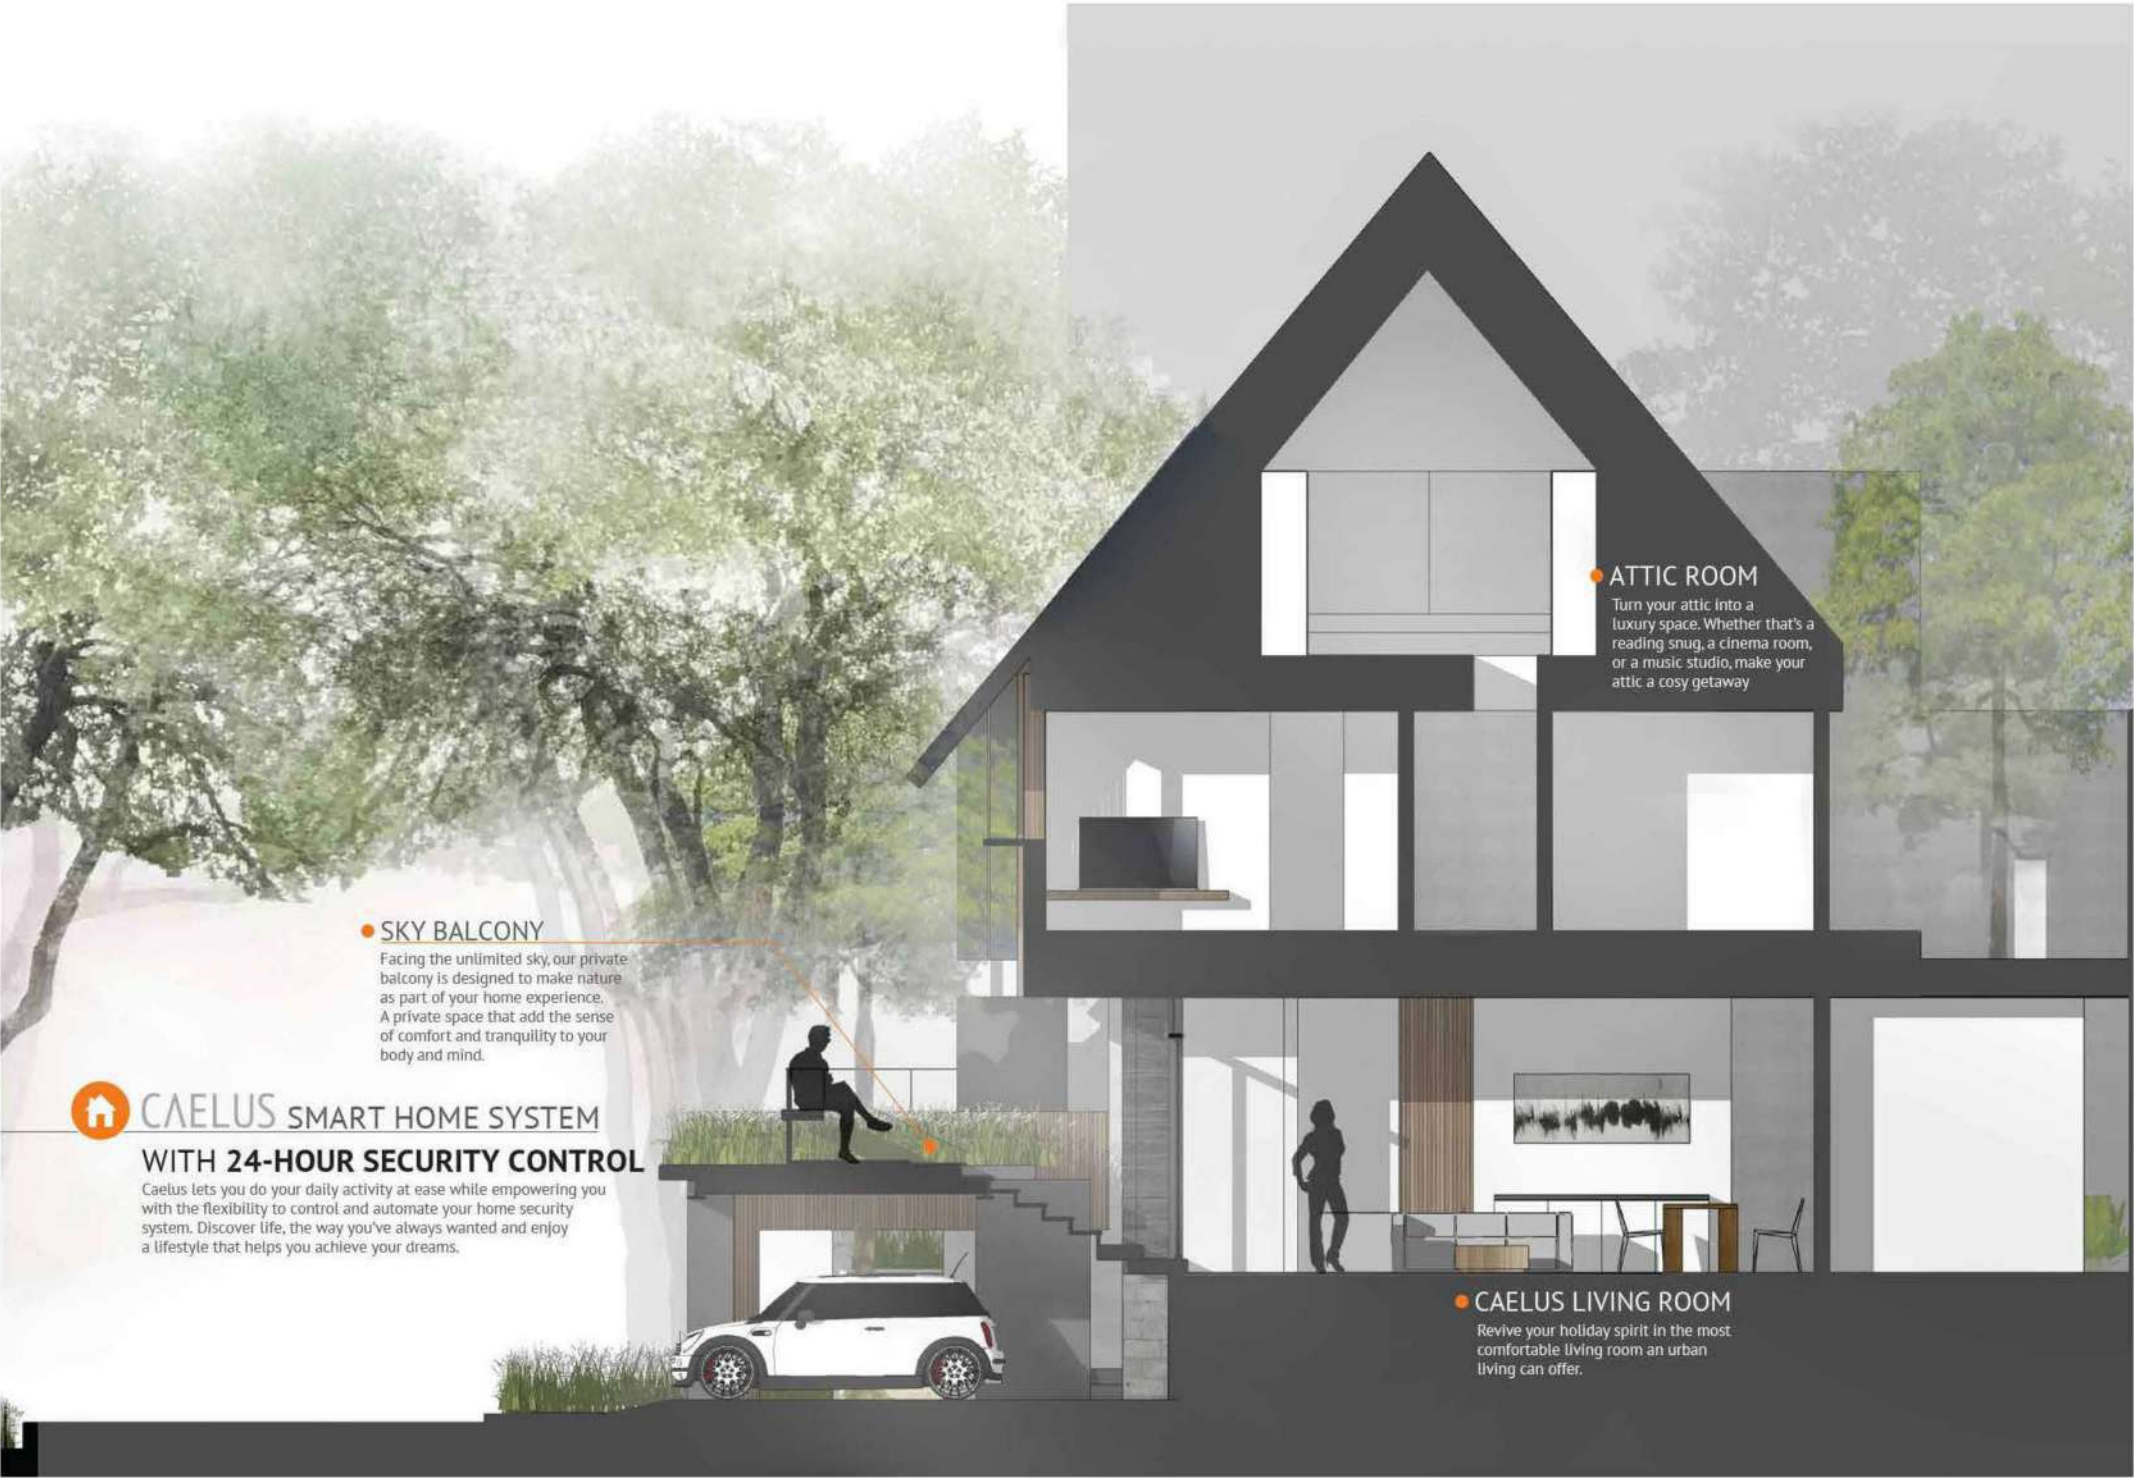 ATTIC ROOM
Turn your attic into a
luxury space. Whether that's a
reading snug, a cinema room,
or a music studio, make your
attic a cosy getaway
SKY BALCONY
Facing the unlimited sky, our private
balcony is designed to make nature
as part of your home experience.
A private space that add the sense
of comfort and tranquility to your
body and mind.
CAELUS SMART HOME SYSTEM
WITH 24-HOUR SECURITY CONTROL
Caelus lets you do your daily activity at ease while empowering you
with the flexibility to control and automate your home security
system. Discover life, the way you've always wanted and enjoy
a lifestyle that helps you achieve your dreams.
CAELUS LIVING ROOM
Revive your holiday spirit in the most
comfortable living room an urban
living can offer.